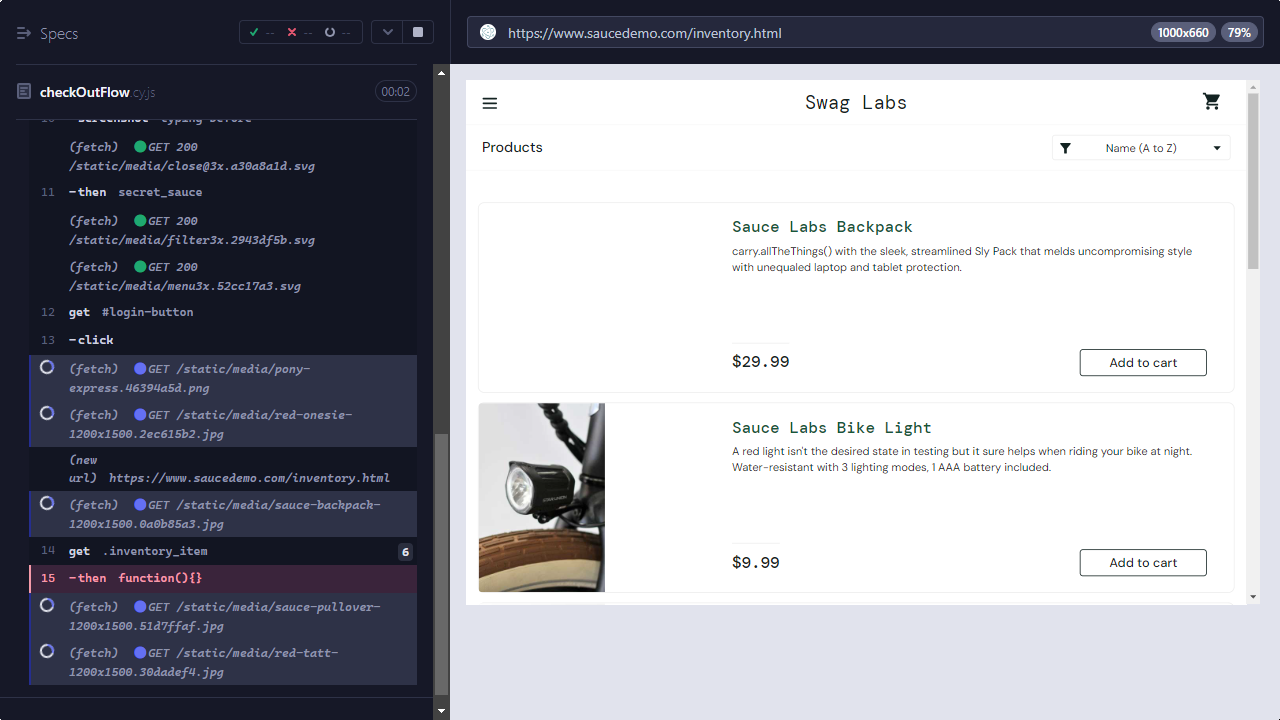 Specs
-- -- --
https://www.saucedemo.com/inventory.html
1000x660
79%
checkOutFlow.cy.js
00:02
(fetch) GET 200
/static/media/close@3x.a30a8a1d.svg
11 -then secret_sauce
(fetch) GET 200
/static/media/filter3x.2943df5b.svg
(fetch) GET 200
/static/media/menu3x.52cc17a3.svg
12 get #login-button
13 -click
(fetch) GET /static/media/pony-
express.46394a5d.png
(fetch) GET /static/media/red-onesie-
1200x1500.2ec615b2.jpg
(new
url) https://www.saucedemo.com/inventory.html
(fetch) GET /static/media/sauce-backpack-
1200x1500.0a0b85a3.jpg
14 get .inventory_item 6
15 -then function(){}
(fetch) GET /static/media/sauce-pullover-
1200x1500.51d7ffaf.jpg
(fetch) GET /static/media/red-tatt-
1200x1500.30dadef4.jpg
Swag Labs
Products
Name (A to Z)
Sauce Labs Backpack
carry.allTheThings() with the sleek, streamlined Sly Pack that melds uncompromising style
with unequaled laptop and tablet protection.
$29.99
Add to cart
Sauce Labs Bike Light
A red light isn't the desired state in testing but it sure helps when riding your bike at night.
Water-resistant with 3 lighting modes, 1 AAA battery included.
$9.99
Add to cart